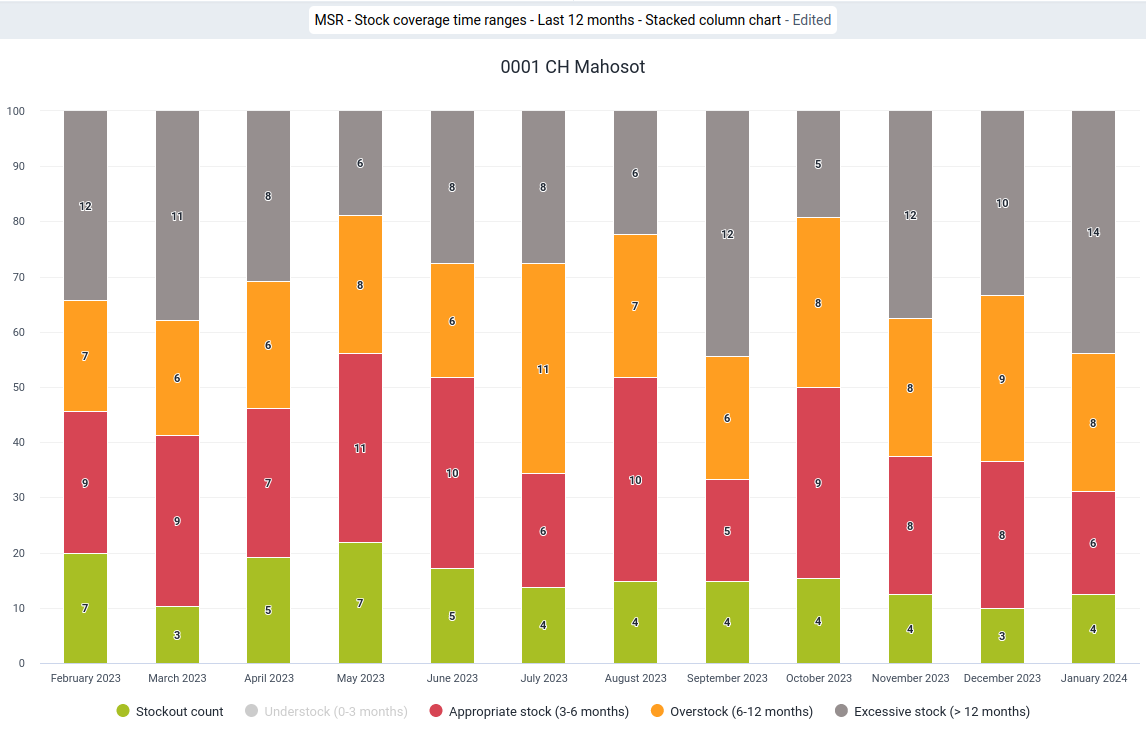 MSR - Stock coverage time ranges - Last 12 months - Stacked column chart - Edited
0001 CH Mahosot
100
90
80
70
60
50
40
30
20
10
0
12 11 8 6 8 8 6 12 5 12 10 14
7 6 6 8 6 11 7 6 8 8 9 8
9 9 7 11 10 6 10 5 9 8 8 6
7 3 5 7 5 4 4 4 4 4 3 4
February 2023 March 2023 April 2023 May 2023 June 2023 July 2023 August 2023 September 2023 October 2023 November 2023 December 2023 January 2024
Stockout count Understock (0-3 months) Appropriate stock (3-6 months) Overstock (6-12 months) Excessive stock (> 12 months)